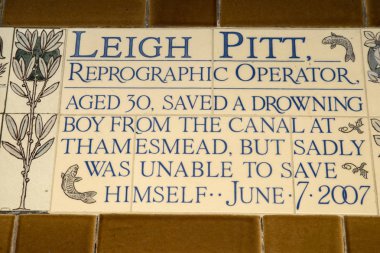 LEIGH PITT,
REPROGRAPHIC OPERATOR,
AGED 30, SAVED A DROWNING
BOY FROM THE CANAL AT
THAMESMEAD, BUT SADLY
WAS UNABLE TO SAVE
HIMSELF·· JUNE·7·2007